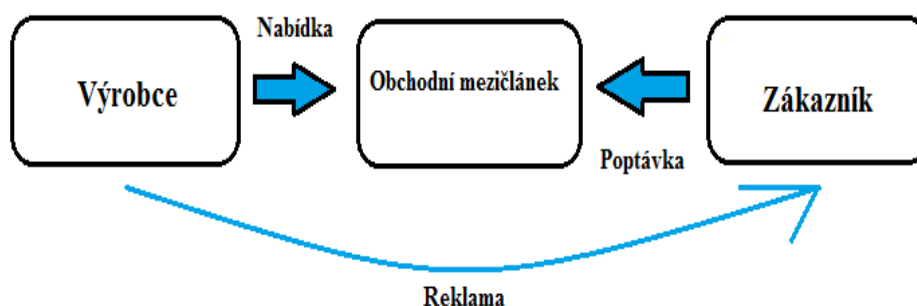 Nabídka
Výrobce
Obchodní mezičlánek
Zákazník
Poptávka
Reklama